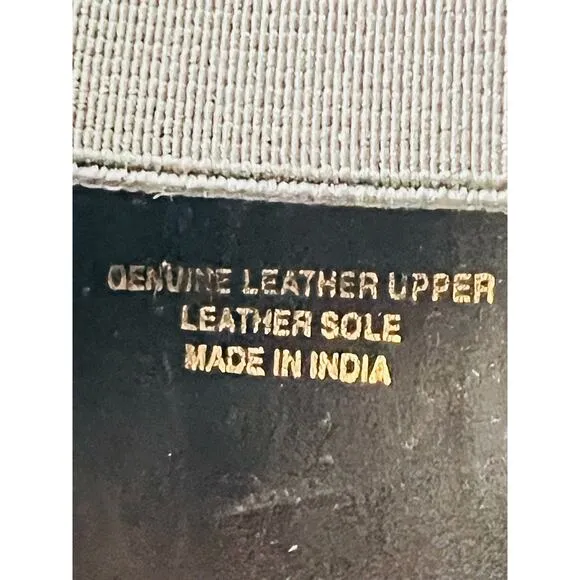 GENUINE LEATHER UPPER
LEATHER SOLE
MADE IN INDIA